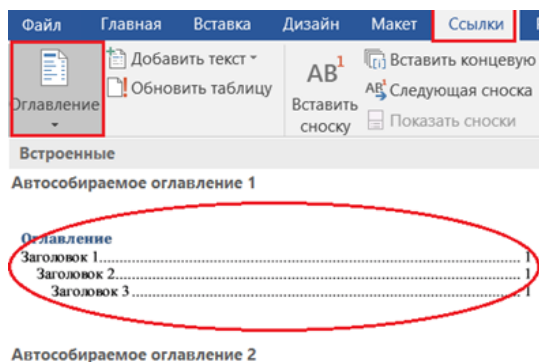 Файл Главная Вставка Дизайн Макет Ссылки
Оглавление
Добавить текст
Обновить таблицу
AB1
Вставить
сноску
Вставить концевую
AB1 Следующая сноска
Показать сноски
Встроенные
Автособираемое оглавление 1
Оглавление
Заголовок 1.......................................................................................................... 1
Заголовок 2....................................................................................................... 1
Заголовок 3.................................................................................................... 1
Автособираемое оглавление 2